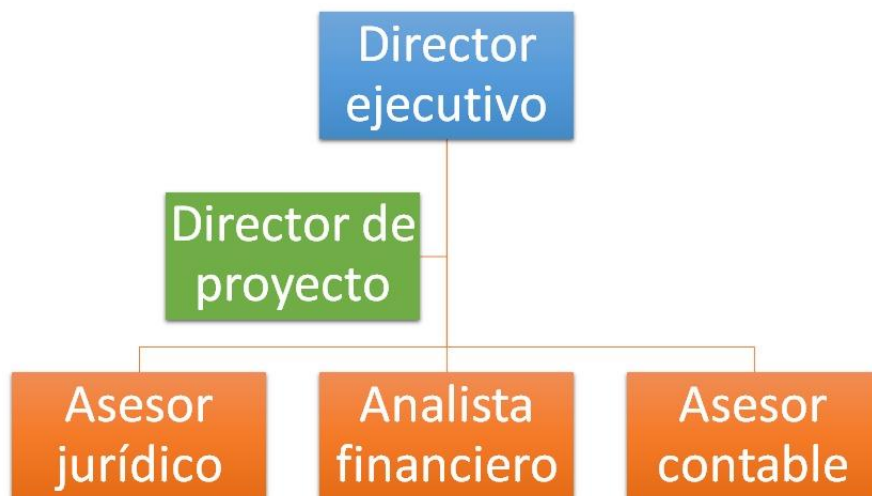 Director
ejecutivo
Director de
proyecto
Asesor
jurídico
Analista
financiero
Asesor
contable